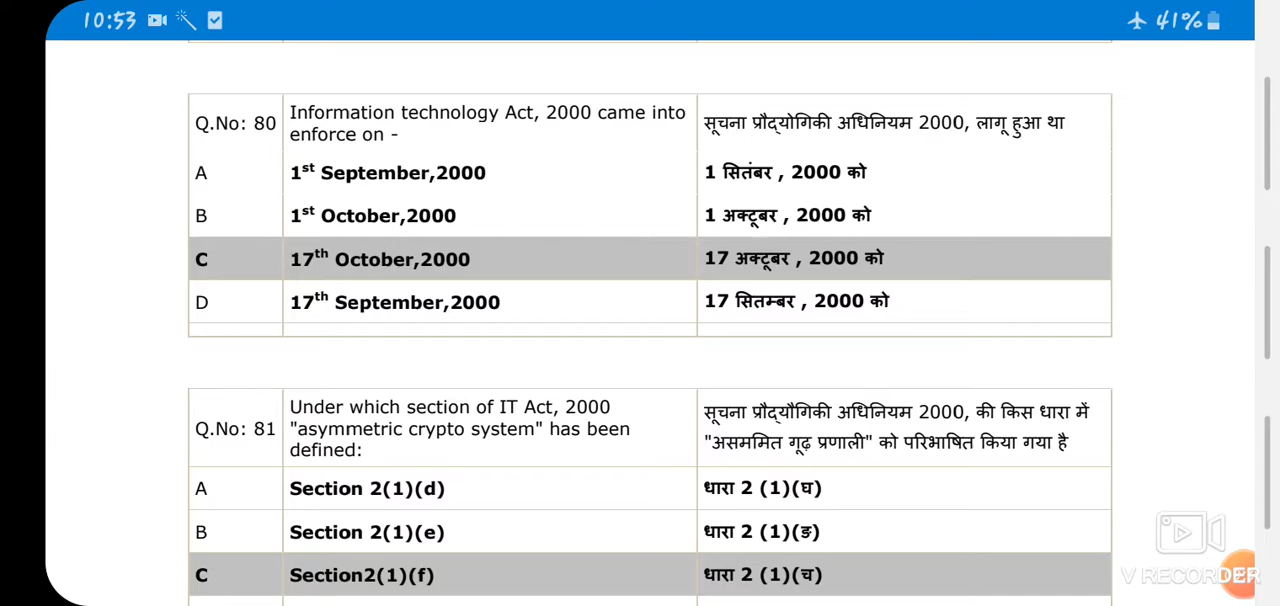 10:53
41%
Q.No: 80
Information technology Act, 2000 came into
enforce on -
सूचना प्रौद्योगिकी अधिनियम 2000, लागू हुआ था
A
1st September,2000
1 सितंबर , 2000 को
B
1st October,2000
1 अक्टूबर , 2000 को
C
17th October,2000
17 अक्टूबर , 2000 को
D
17th September,2000
17 सितम्बर , 2000 को
Q.No: 81
Under which section of IT Act, 2000
"asymmetric crypto system" has been
defined:
सूचना प्रौद्यौगिकी अधिनियम 2000, की किस धारा में
"असममित गूढ़ प्रणाली" को परिभाषित किया गया है
A
Section 2(1)(d)
धारा 2 (1)(घ)
B
Section 2(1)(e)
धारा 2 (1)(ङ)
C
Section2(1)(f)
धारा 2 (1)(च)
V RECORDER